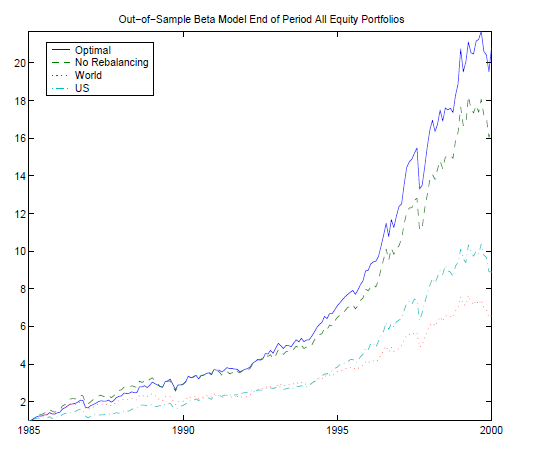 Out-of-Sample Beta Model End of Period All Equity Portfolios
Optimal
No Rebalancing
World
US
20
18
16
14
12
10
8
6
4
2
1985
1990
1995
2000